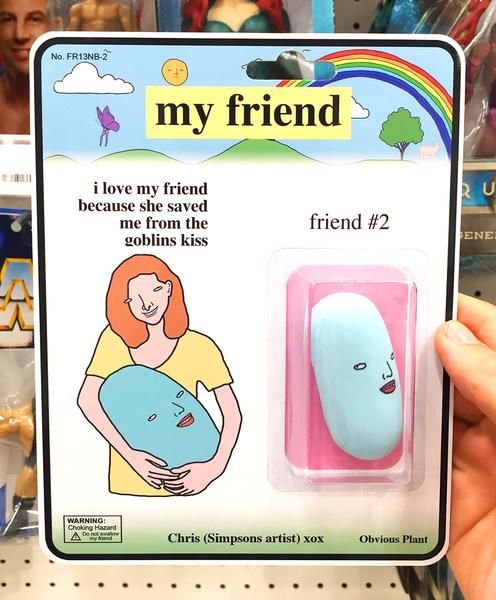 No. FR13NB-2
my friend
i love my friend
because she saved
me from the
goblins kiss
friend #2
WARNING:
Choking Hazard
Do not swallow
my friend
Chris (Simpsons artist) xox
Obvious Plant